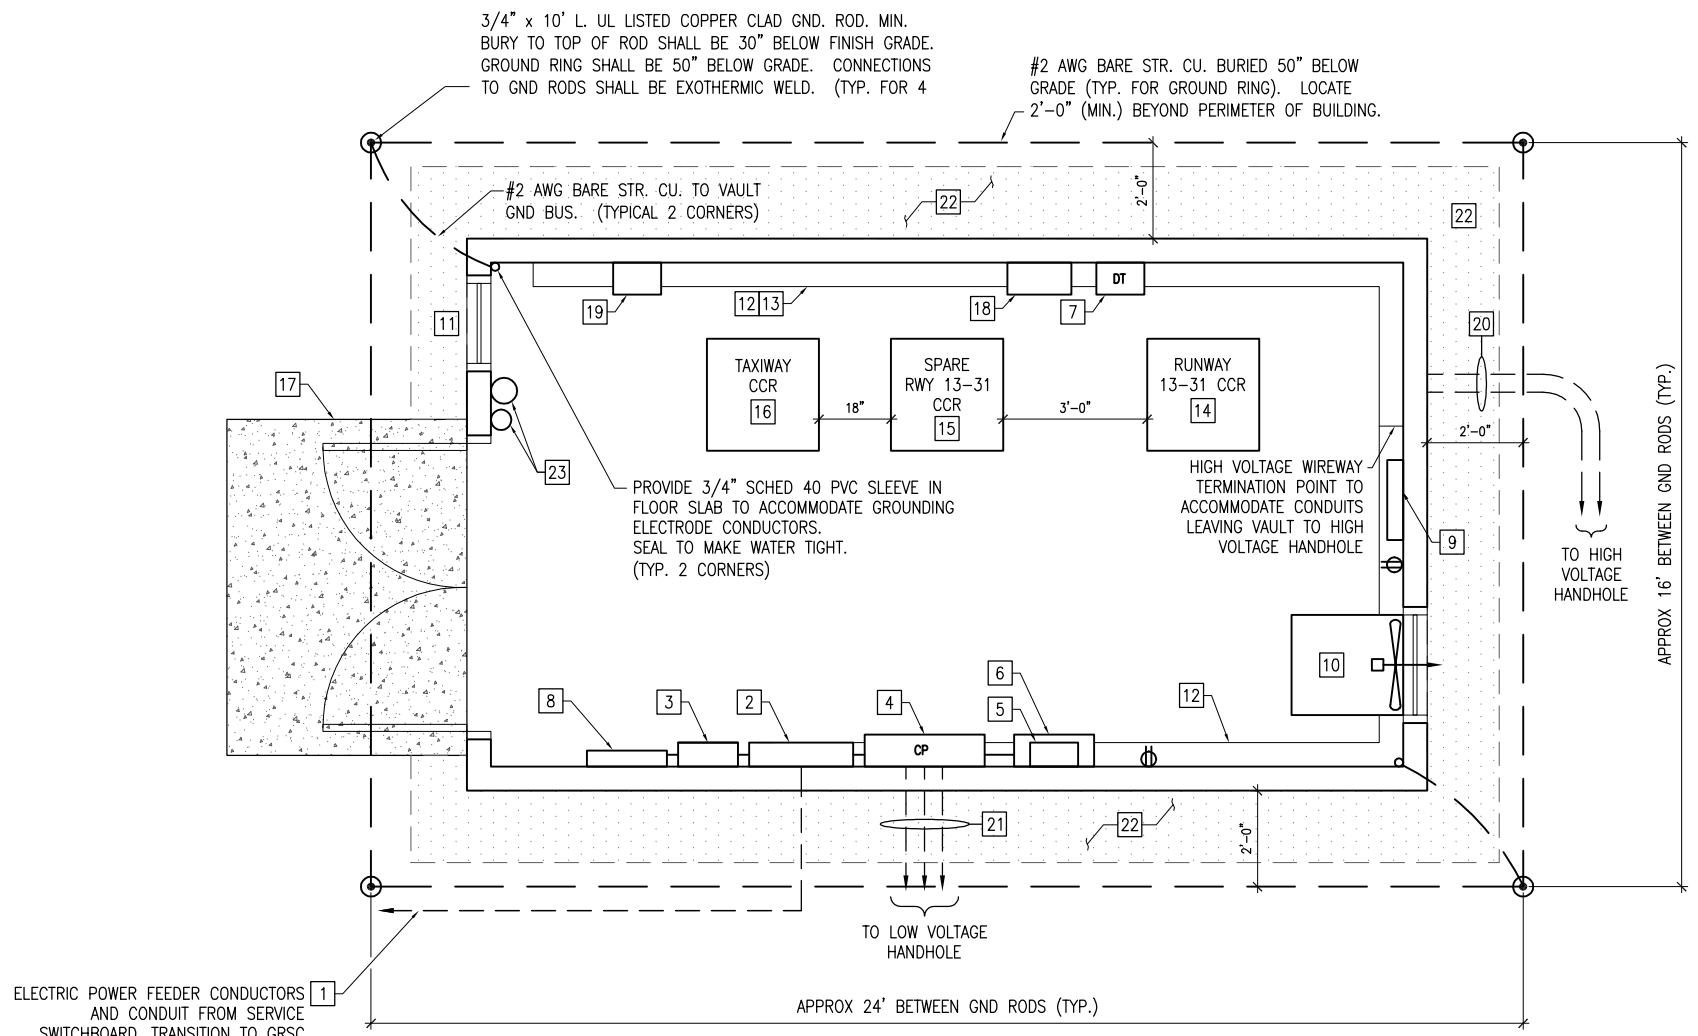 3/4" x 10' L. UL LISTED COPPER CLAD GND. ROD. MIN.
BURY TO TOP OF ROD SHALL BE 30" BELOW FINISH GRADE.
GROUND RING SHALL BE 50" BELOW GRADE. CONNECTIONS
TO GND RODS SHALL BE EXOTHERMIC WELD. (TYP. FOR 4
#2 AWG BARE STR. CU. BURIED 50" BELOW
GRADE (TYP. FOR GROUND RING). LOCATE
2'-0" (MIN.) BEYOND PERIMETER OF BUILDING.
#2 AWG BARE STR. CU. TO VAULT
GND BUS. (TYPICAL 2 CORNERS)
22
2'-0"
22
11
19
12 13
18
7
DT
20
17
TAXIWAY
CCR
16
18"
SPARE
RWY 13-31
CCR
15
3'-0"
RUNWAY
13-31 CCR
14
2'-0"
APPROX 16' BETWEEN GND RODS (TYP.)
23
PROVIDE 3/4" SCHED 40 PVC SLEEVE IN
FLOOR SLAB TO ACCOMMODATE GROUNDING
ELECTRODE CONDUCTORS.
SEAL TO MAKE WATER TIGHT.
(TYP. 2 CORNERS)
HIGH VOLTAGE WIREWAY
TERMINATION POINT TO
ACCOMMODATE CONDUITS
LEAVING VAULT TO HIGH
VOLTAGE HANDHOLE
9
TO HIGH
VOLTAGE
HANDHOLE
10
8
3
2
4
6
5
12
CP
21
22
2'-0"
TO LOW VOLTAGE
HANDHOLE
ELECTRIC POWER FEEDER CONDUCTORS 1
AND CONDUIT FROM SERVICE
SWITCHBOARD. TRANSITION TO GRSC
APPROX 24' BETWEEN GND RODS (TYP.)